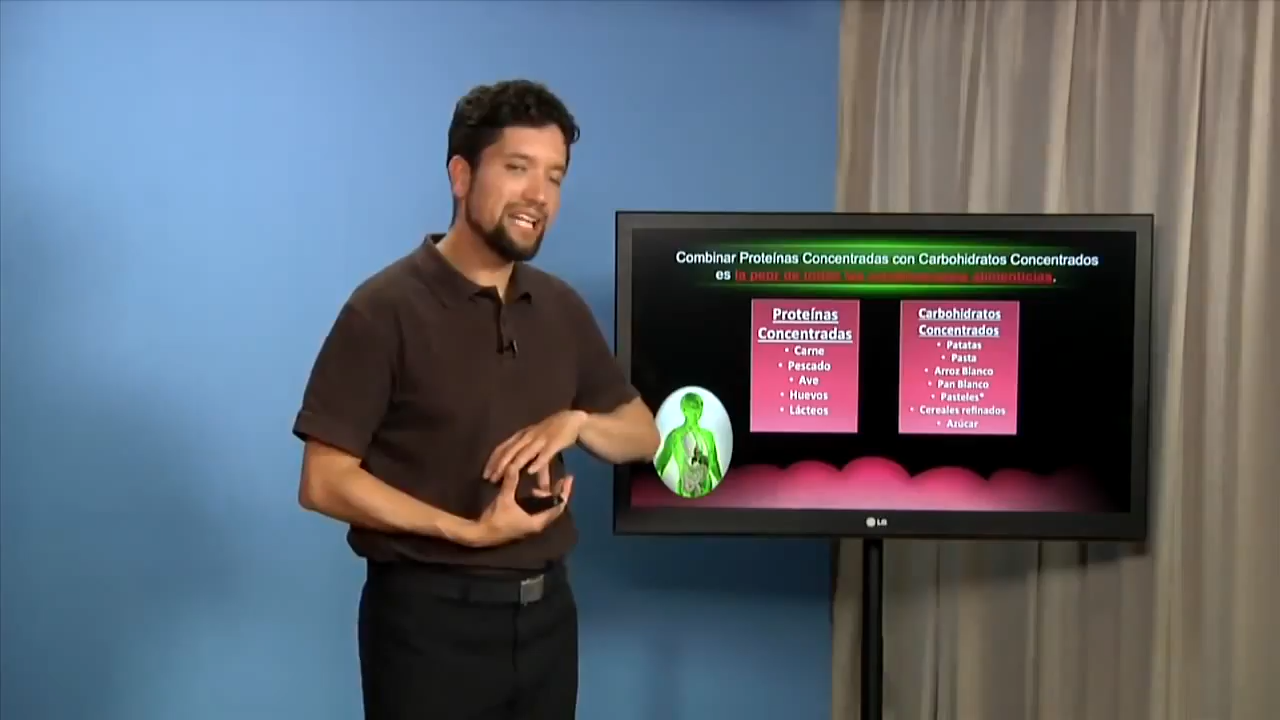 Combinar Proteínas Concentradas con Carbohidratos Concentrados
es la peor de todas las combinaciones alimenticias.
Proteínas
Concentradas
• Carne
• Pescado
• Ave
• Huevos
• Lácteos
Carbohidratos
Concentrados
• Patatas
• Pasta
• Arroz Blanco
• Pan Blanco
• Pasteles*
• Cereales refinados
• Azúcar
LG